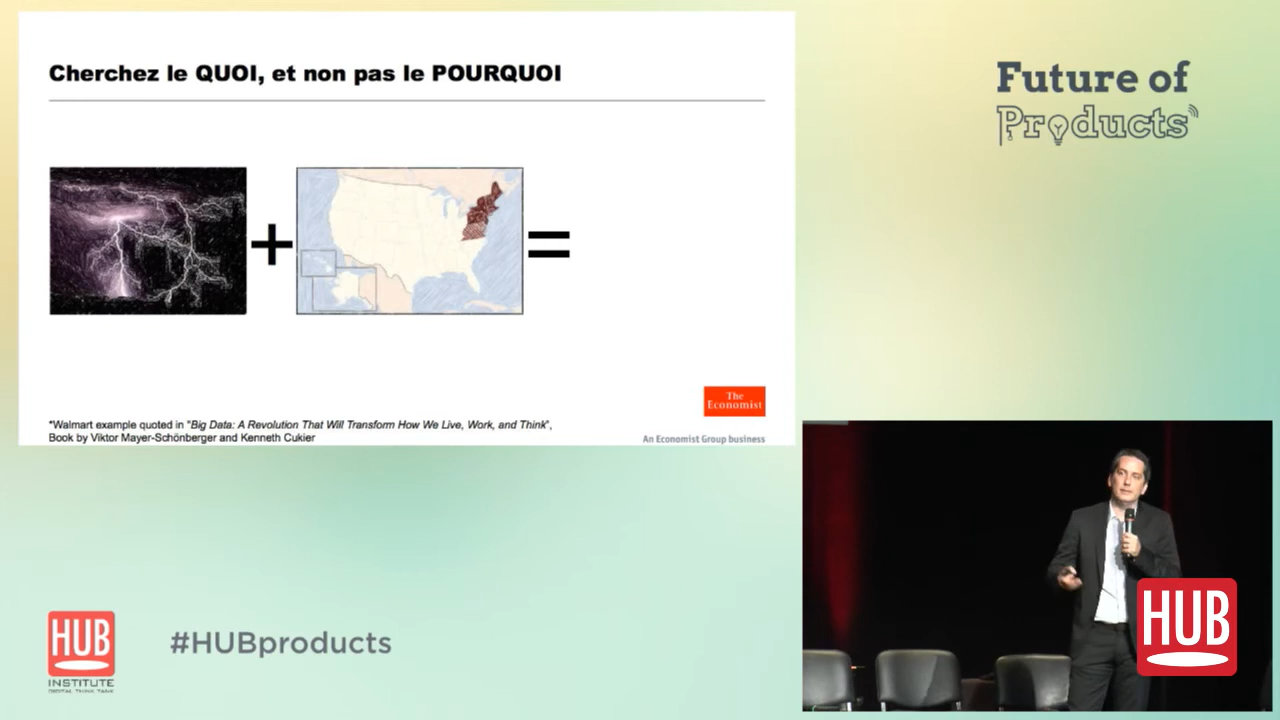 Cherchez le QUOI, et non pas le POURQUOI
+
=
The
Economist
*Walmart example quoted in "Big Data: A Revolution That Will Transform How We Live, Work, and Think",
Book by Viktor Mayer-Schönberger and Kenneth Cukier
An Economist Group business
Future of
Products
HUB
INSTITUTE
DIGITAL THINK TANK
#HUBproducts
HUB